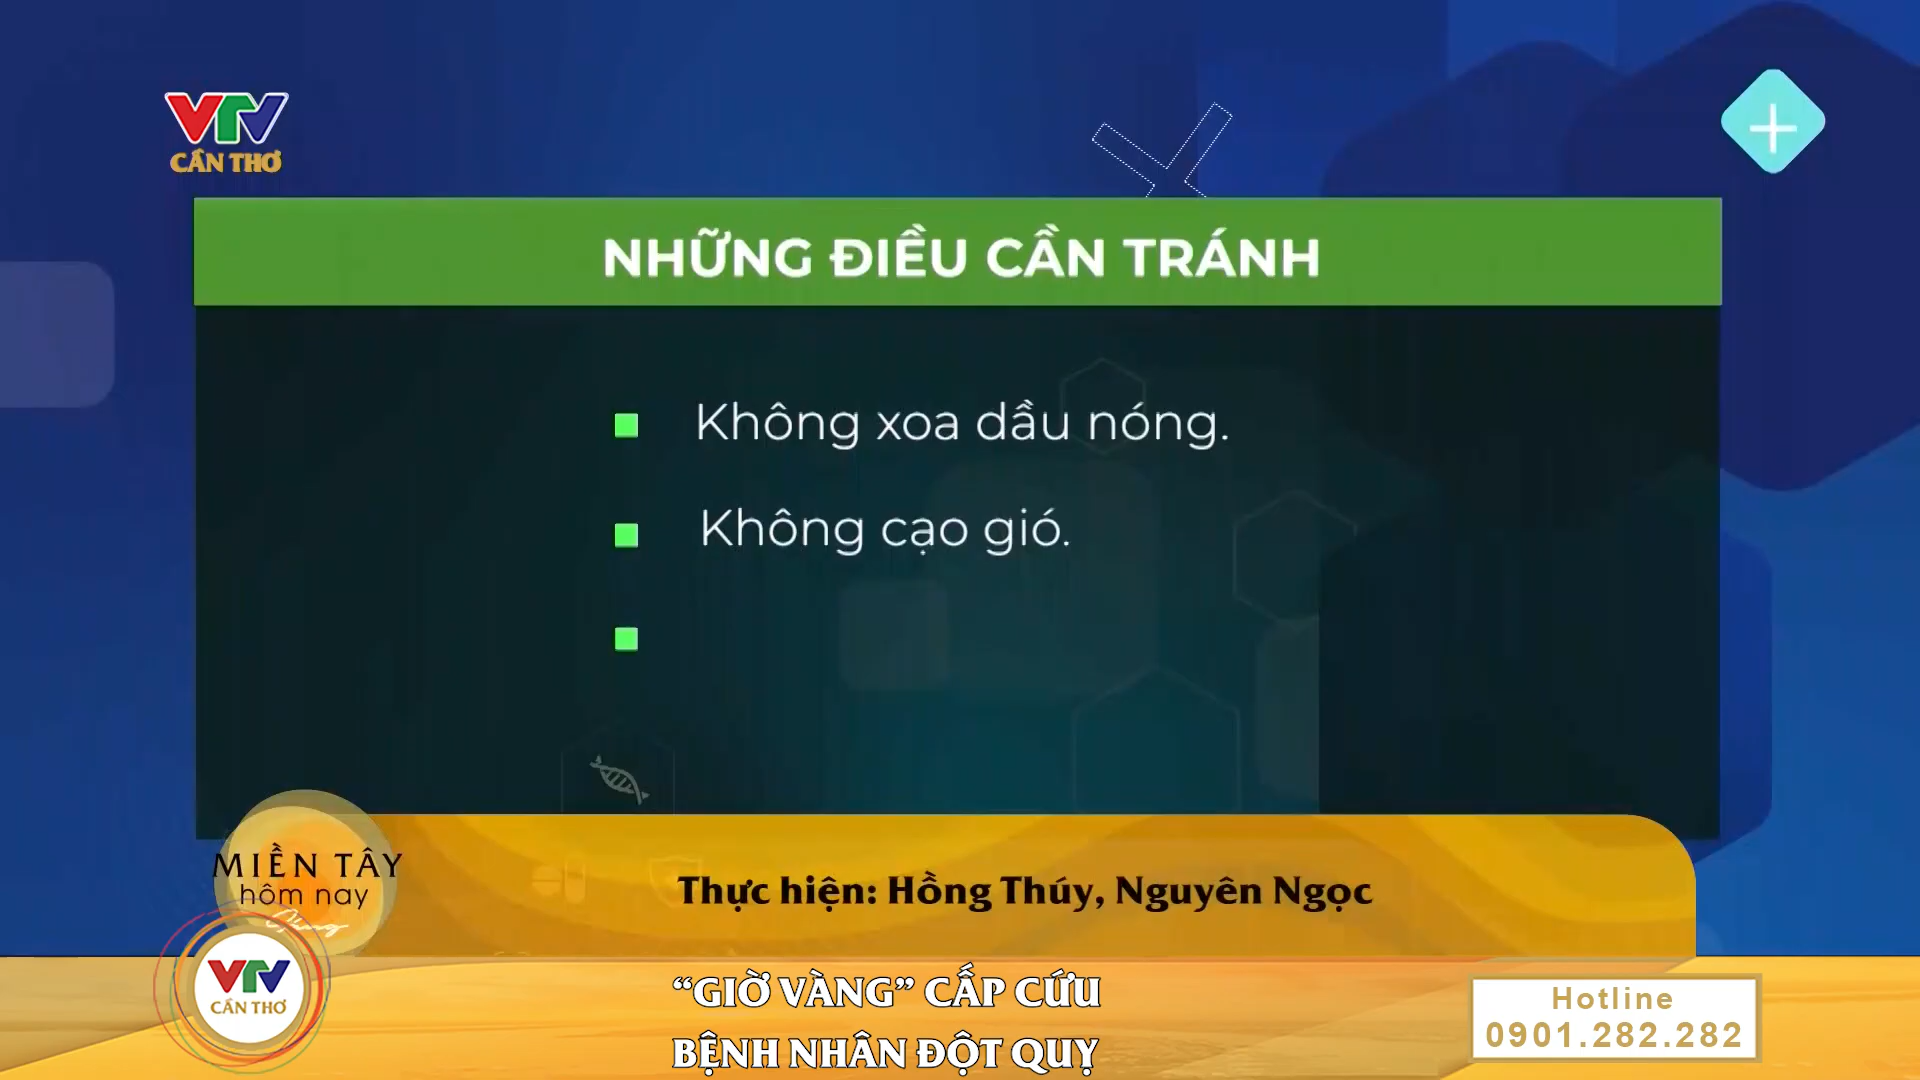 VTV
CẦN THƠ
NHỮNG ĐIỀU CẦN TRÁNH
Không xoa dầu nóng.
Không cạo gió.
MIỀN TÂY
hôm nay
Thực hiện: Hồng Thúy, Nguyên Ngọc
VTV
CẦN THƠ
“GIỜ VÀNG” CẤP CỨU
BỆNH NHÂN ĐỘT QUỴ
Hotline
0901.282.282